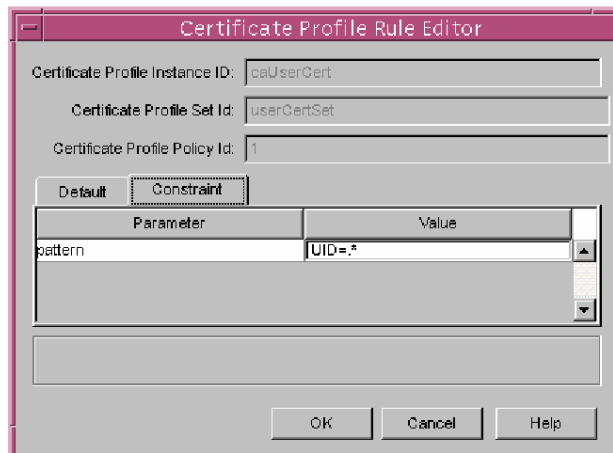 Certificate Profile Rule Editor
Certificate Profile Instance ID: caUserCert
Certificate Profile Set Id: userCertSet
Certificate Profile Policy Id: 1
Default Constraint
Parameter Value
pattern UID=.*
OK Cancel Help